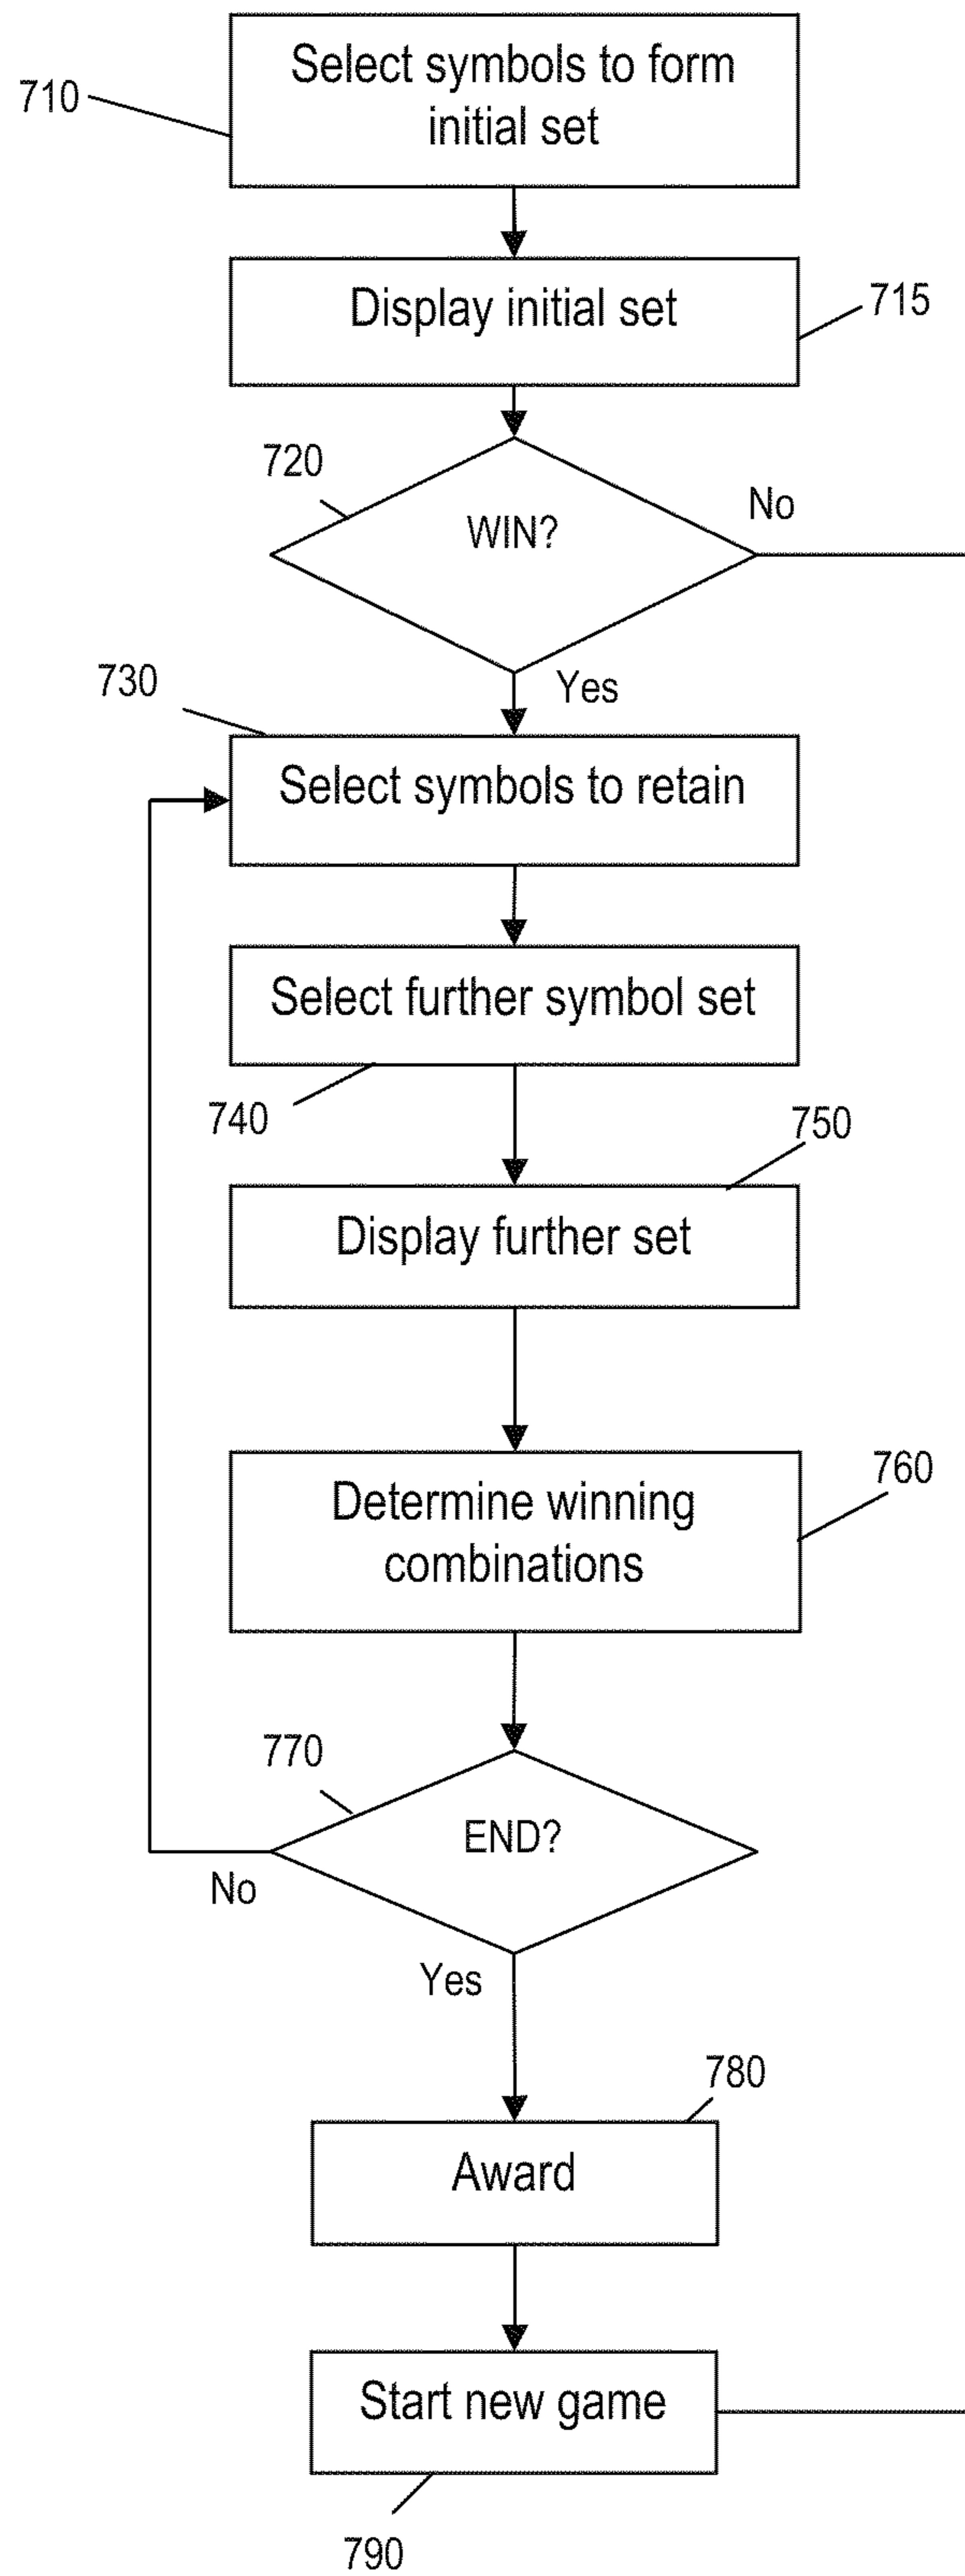 710
Select symbols to form
initial set
Display initial set
715
720
WIN?
No
Yes
730
Select symbols to retain
Select further symbol set
740
750
Display further set
760
Determine winning
combinations
770
END?
No
Yes
780
Award
Start new game
790